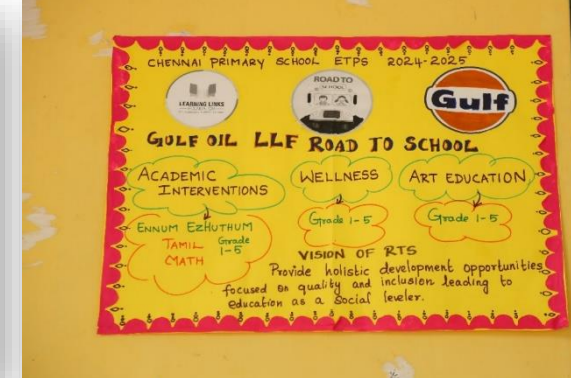 CHENNAI PRIMARY SCHOOL ETPS 2024-2025
LEARNING LINKS
ROAD TO
SCHOOL
Gulf
GULF OIL LLF ROAD TO SCHOOL
ACADEMIC
INTERVENTIONS
WELLNESS
ART EDUCATION
ENNUM EZHUTHUM
TAMIL
MATH
Grade
1-5
Grade 1-5
Grade 1-5
VISION OF RTS
Provide holistic development opportunities
focused on quality and inclusion leading to
education as a Social leveler.